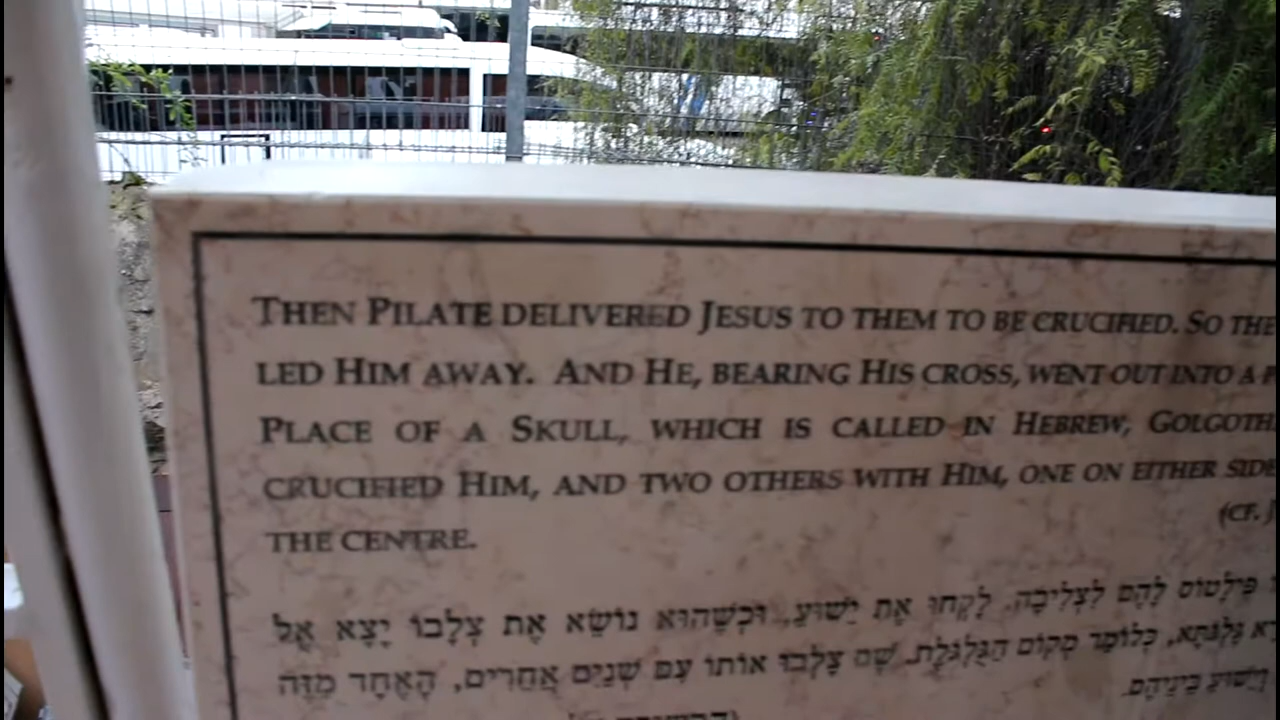 THEN PILATE DELIVERED JESUS TO THEM TO BE CRUCIFIED. SO THE
LED HIM AWAY. AND HE, BEARING HIS CROSS, WENT OUT INTO A P
PLACE OF A SKULL, WHICH IS CALLED IN HEBREW, GOLGOTH
CRUCIFIED HIM, AND TWO OTHERS WITH HIM, ONE ON EITHER SIDE
(CF. J
THE CENTRE.
פִּילָטוֹס לָהֶם לִצְלִיבָה. לָקְחוּ אֶת יֵשׁוּעַ, וּכְשֶׁהוּא נוֹשֵׂא אֶת צְלָבוֹ יָצָא אֶל
גָּלְגָּלְתָּא, כְּלוֹמַר מְקוֹם הַגֻּלְגֹּלֶת. שָׁם צָלְבוּ אוֹתוֹ עִם שְׁנַיִם אֲחֵרִים, הָאֶחָד מִזֶּה
וְיֵשׁוּעַ בֵּינֵיהֶם.